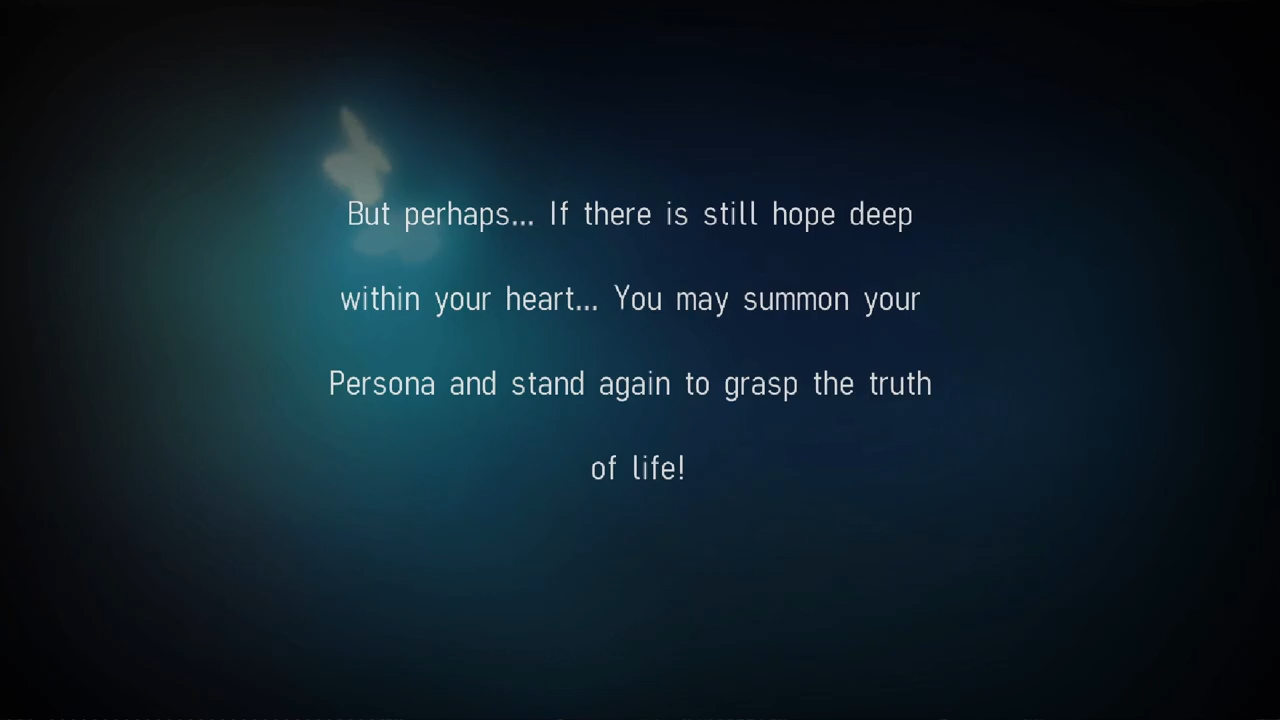 But perhaps... If there is still hope deep
within your heart... You may summon your
Persona and stand again to grasp the truth
of life!